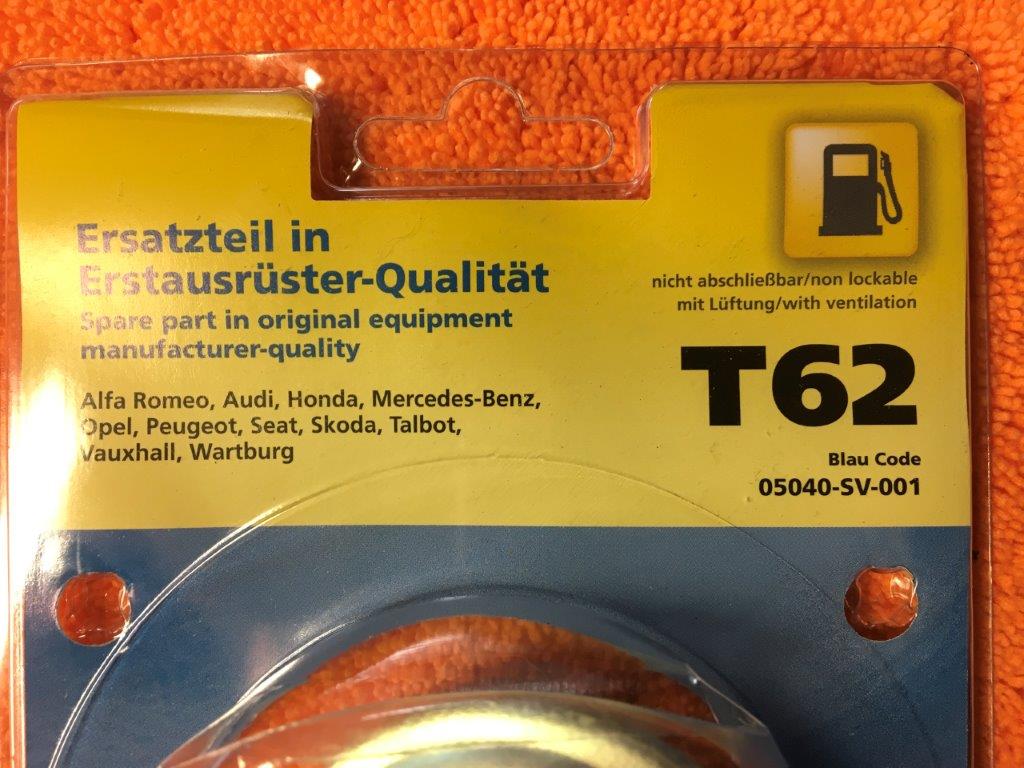 Ersatzteil in
Erstausrüster-Qualität
Spare part in original equipment
manufacturer-quality
Alfa Romeo, Audi, Honda, Mercedes-Benz,
Opel, Peugeot, Seat, Skoda, Talbot,
Vauxhall, Wartburg
nicht abschließbar/non lockable
mit Lüftung/with ventilation
T62
Blau Code
05040-SV-001